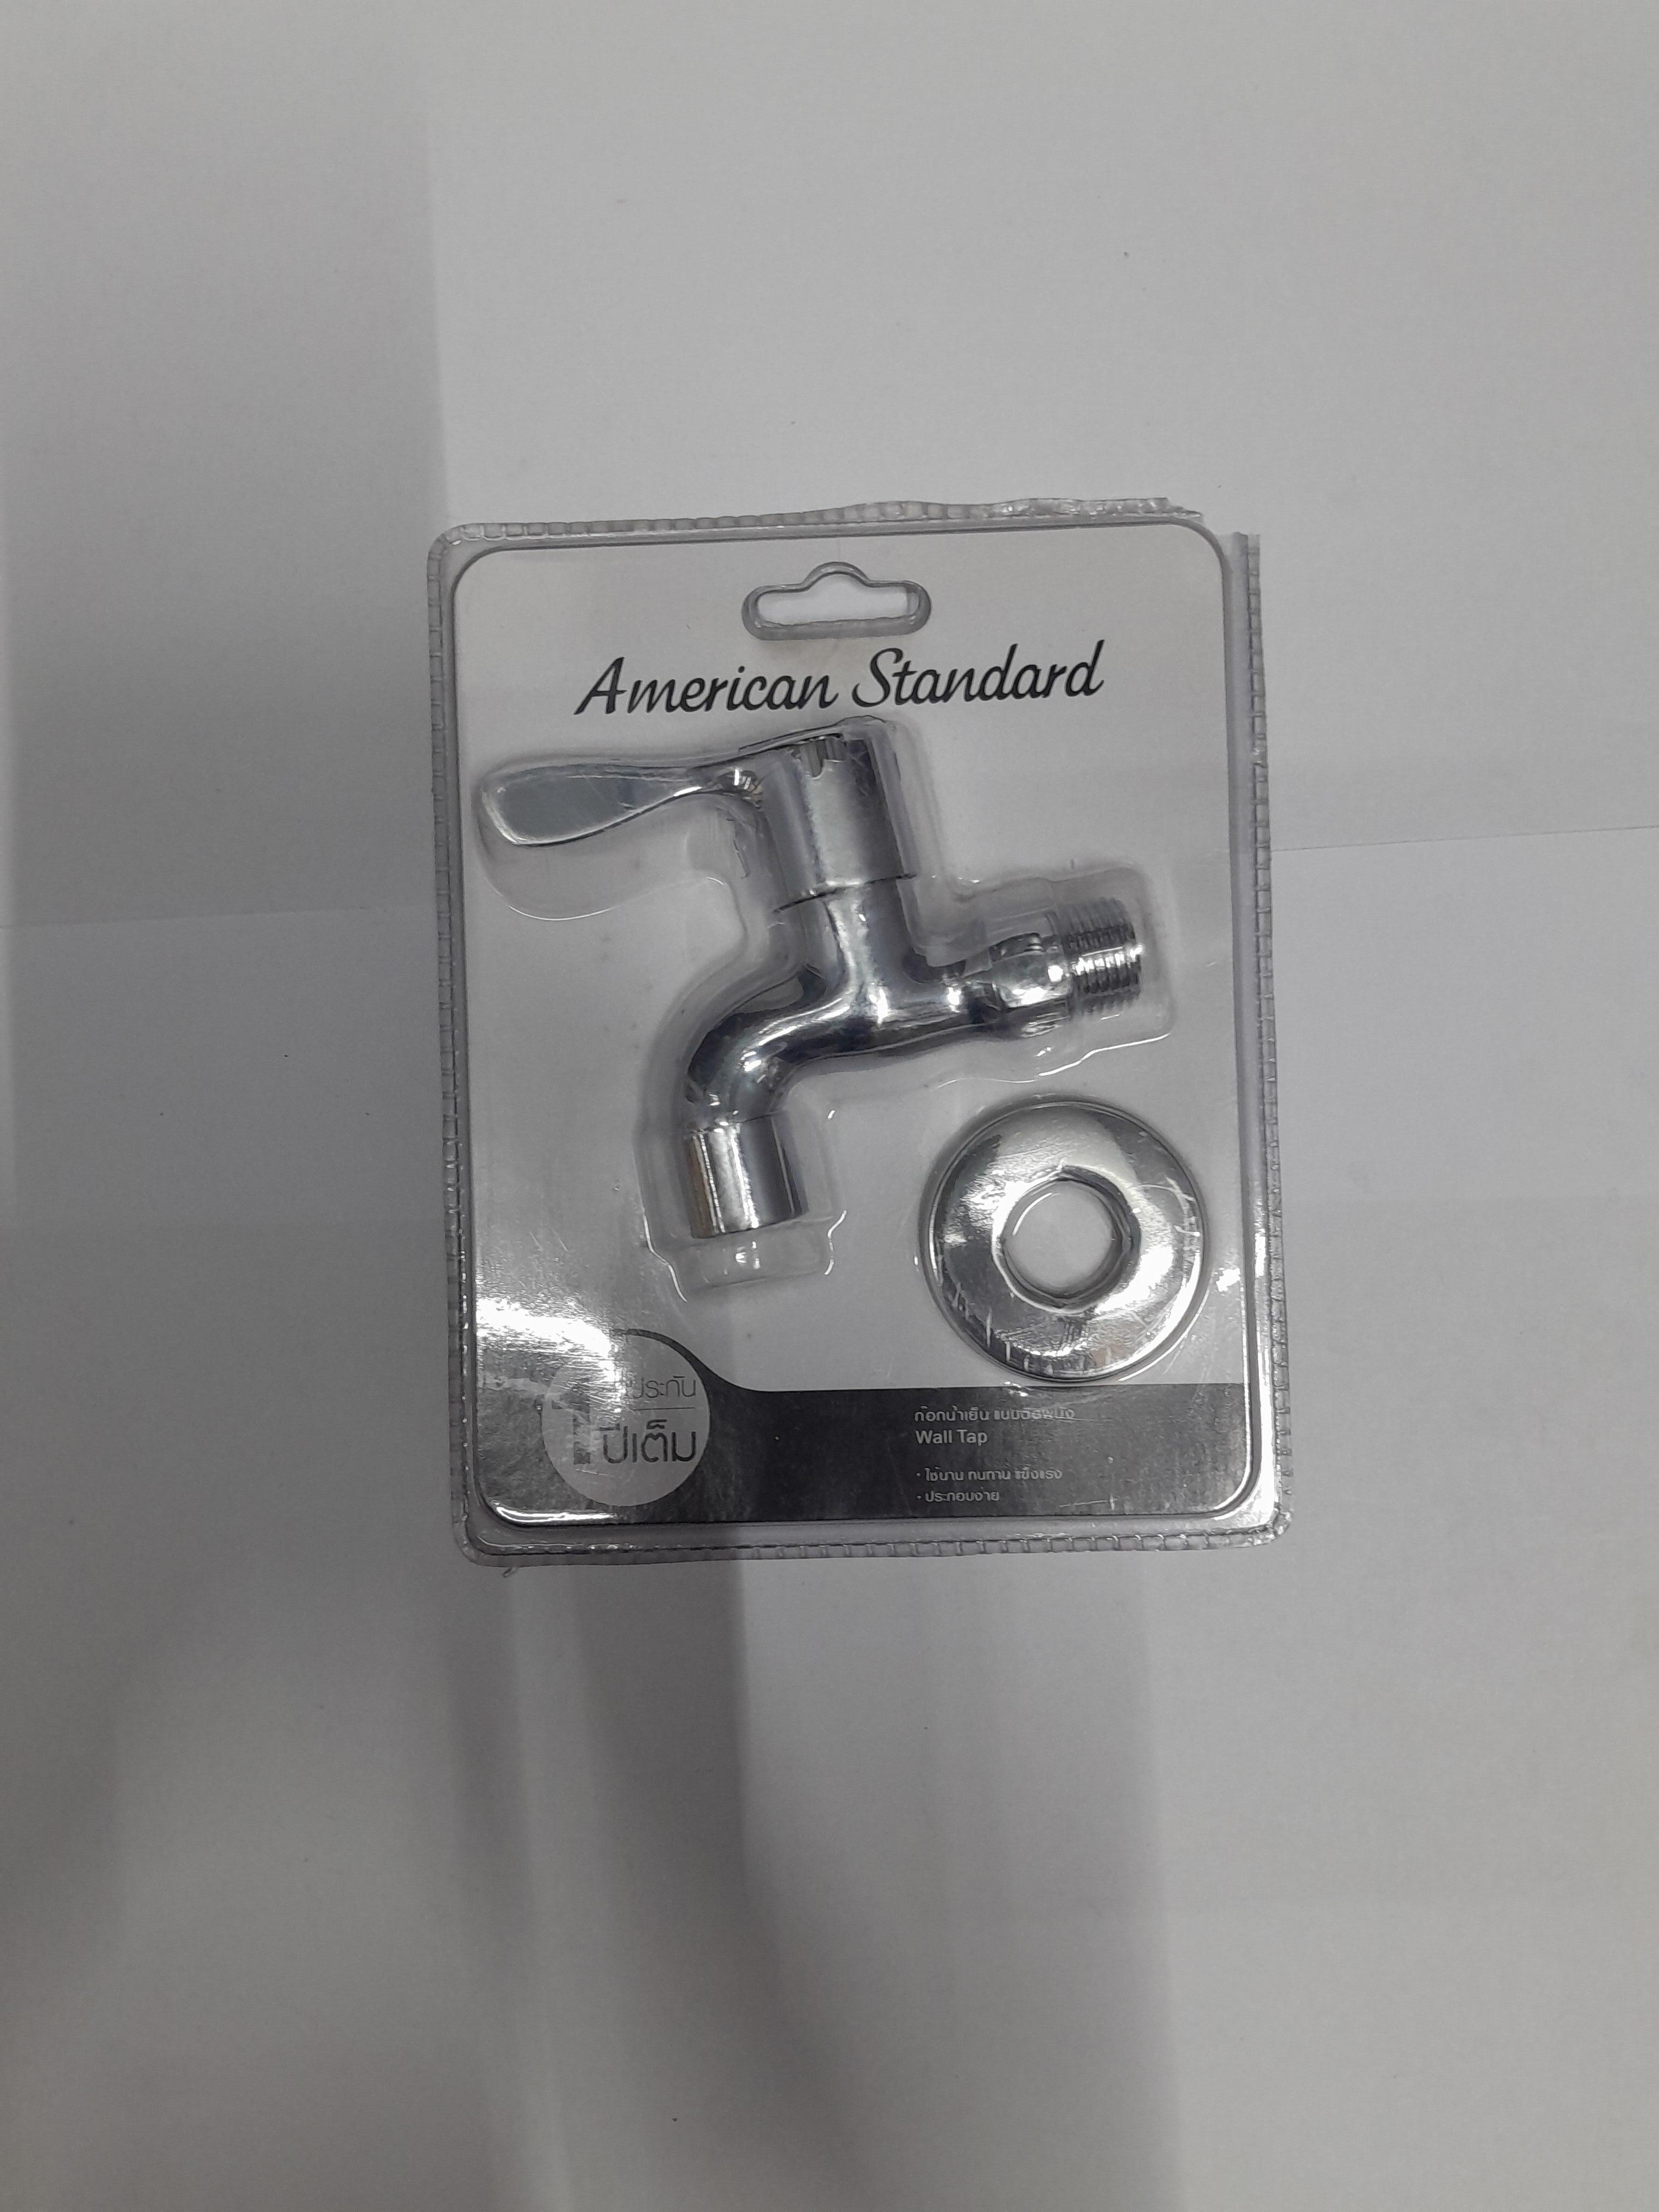 American Standard
ประกัน
1 ปีเต็ม
ก๊อกน้ำเย็น แบบติดผนัง
Wall Tap
· ใช้นาน ทนทาน แข็งแรง
· ประกอบง่าย